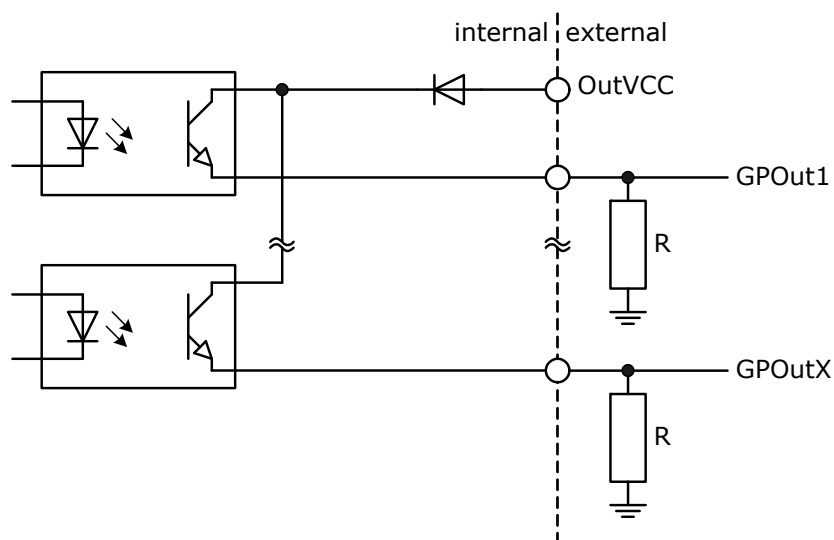 internal external
OutVCC
GPOut1
R
GPOutX
R